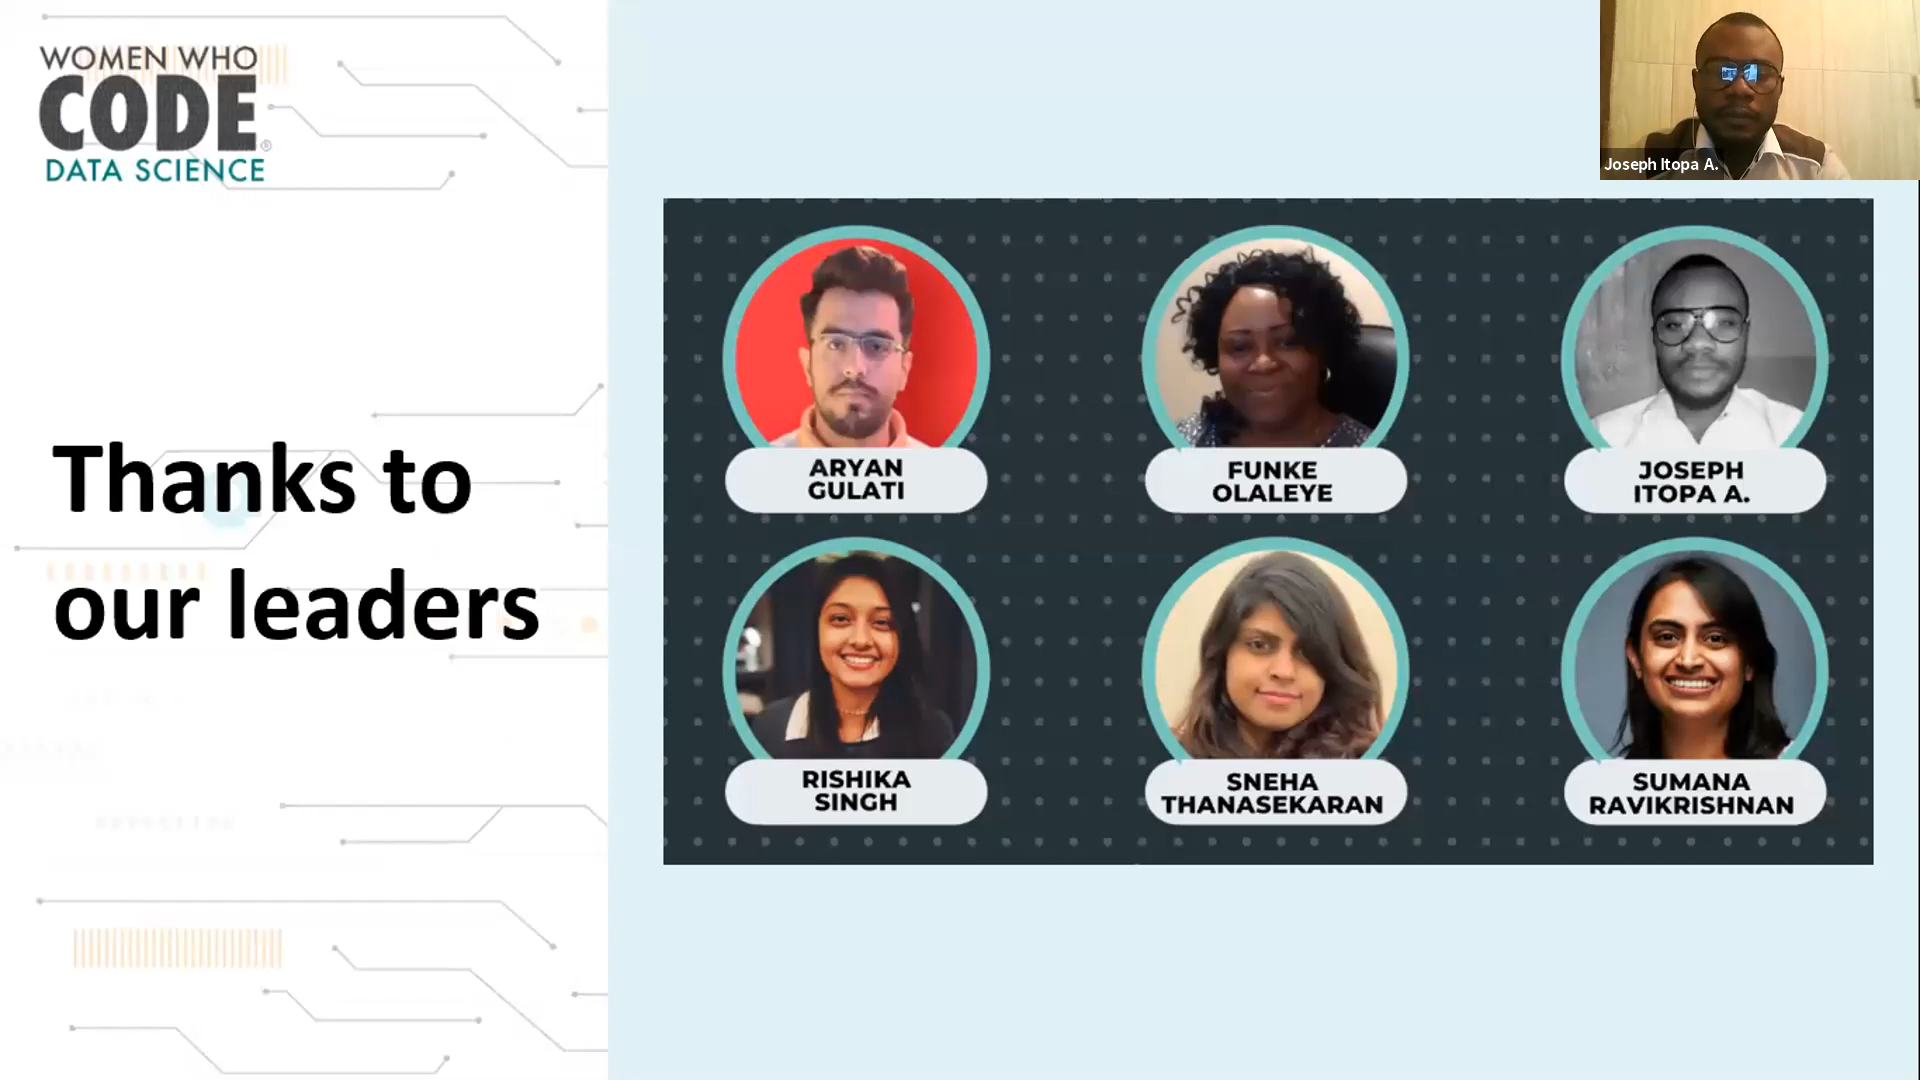 WOMEN WHO
CODE®
DATA SCIENCE
Thanks to
our leaders
Joseph Itopa A.
ARYAN
GULATI
FUNKE
OLALEYE
JOSEPH
ITOPA A.
RISHIKA
SINGH
SNEHA
THANASEKARAN
SUMANA
RAVIKRISHNAN